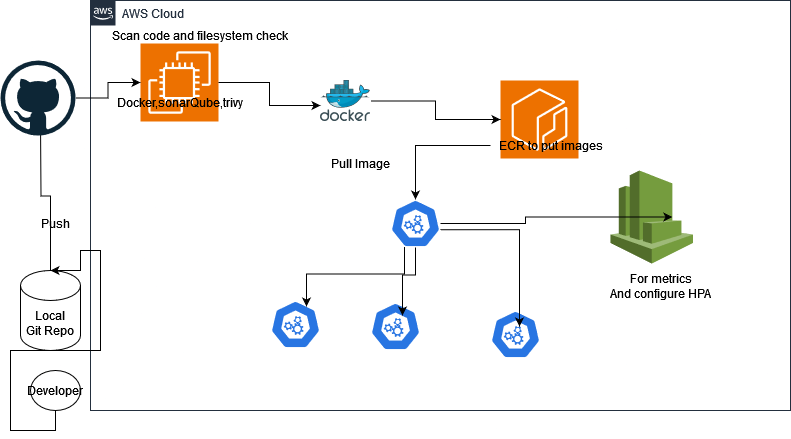 aws
AWS Cloud
Scan code and filesystem check
Docker,sonarQube,trivy
docker
ECR to put images
Pull Image
Push
For metrics
And configure HPA
Local
Git Repo
Developer